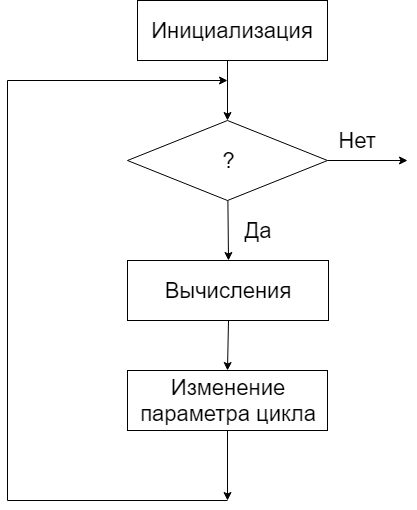 Инициализация
?
Нет
Да
Вычисления
Изменение
параметра цикла